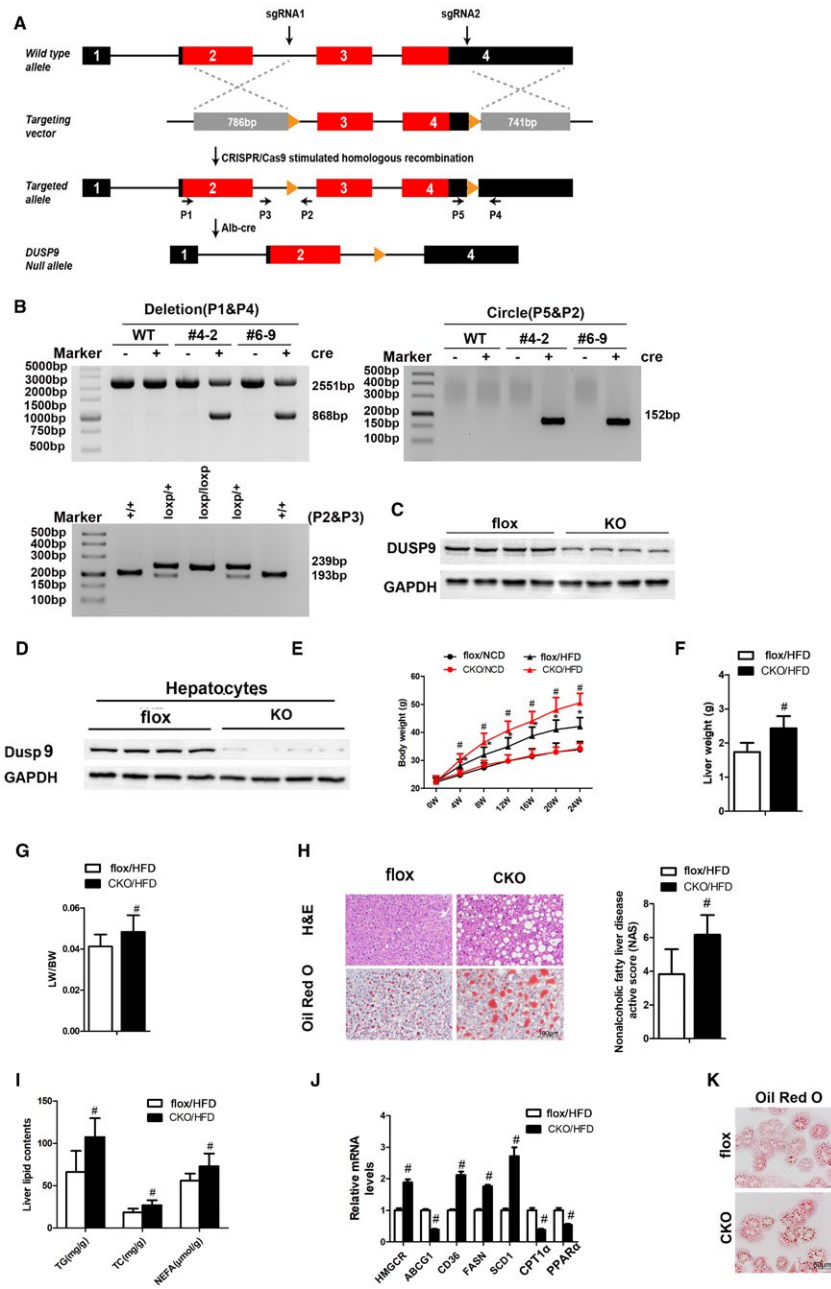 A
sgRNA1
sgRNA2
Wild type
allele
1
2
3
4
Targeting
vector
786bp
3
4
741bp
CRISPR/Cas9 stimulated homologous recombination
Targeted
allele
1
2
3
4
P1
P3
P2
P5
P4
Alb-cre
DUSP9
Null allele
1
2
4
B
Deletion(P1&P4)
WT
#4-2
#6-9
Marker
-
+
-
+
-
+
cre
5000bp
3000bp
2000bp
1500bp
1000bp
750bp
500bp
2551bp
868bp
Circle(P5&P2)
WT
#4-2
#6-9
Marker
-
+
-
+
-
+
cre
500bp
400bp
300bp
200bp
150bp
100bp
152bp
Marker
+/+
loxp/+
loxp/loxp
loxp/+
+/+
(P2&P3)
500bp
400bp
300bp
200bp
150bp
100bp
239bp
193bp
C
flox
KO
DUSP9
GAPDH
D
Hepatocytes
flox
KO
Dusp 9
GAPDH
E
flox/NCD
CKO/NCD
flox/HFD
CKO/HFD
Body weight (g)
60
50
40
30
20
#
#
#
#
#
#
*
*
*
*
0W
4W
8W
12W
16W
20W
24W
F
flox/HFD
CKO/HFD
Liver weight (g)
4
3
2
1
0
#
G
flox/HFD
CKO/HFD
LW/BW
0.06
0.04
0.02
0.00
#
H
flox
CKO
H&E
Oil Red O
100μm
flox/HFD
CKO/HFD
Nonalcoholic fatty liver disease
active score (NAS)
8
6
4
2
0
#
I
flox/HFD
CKO/HFD
Liver lipid contents
150
100
50
0
#
#
#
TG(mg/g)
TC(mg/g)
NEFA(μmol/g)
J
flox/HFD
CKO/HFD
Relative mRNA
levels
4
3
2
1
0
#
#
#
#
#
#
#
HMGCR
ABCG1
CD36
FASN
SCD1
CPT1α
PPARα
K
Oil Red O
flox
CKO
50μm